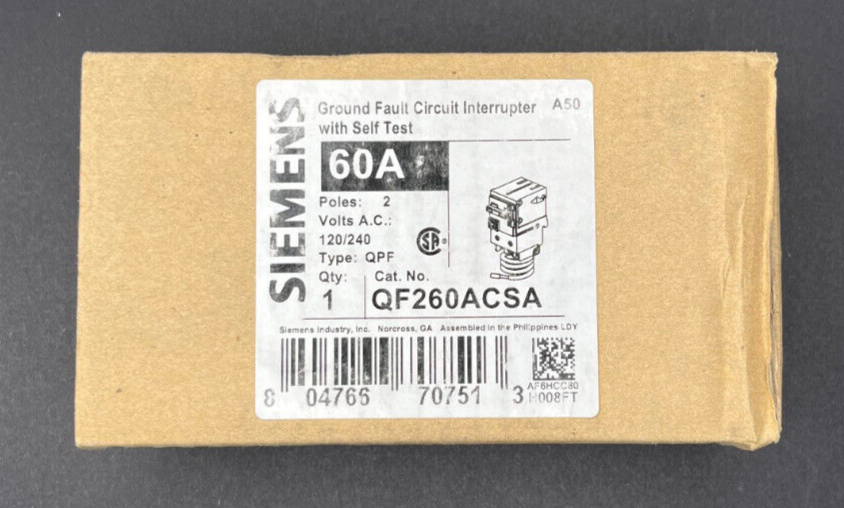 SIEMENS
Ground Fault Circuit Interrupter A50
with Self Test
60A
Poles: 2
Volts A.C.:
120/240
Type: QPF
Qty: Cat. No.
1 QF260ACSA
Siemens Industry, Inc. Norcross, GA Assembled in the Philippines LDY
8 04766 70751 3
AF6HCC80
H008FT